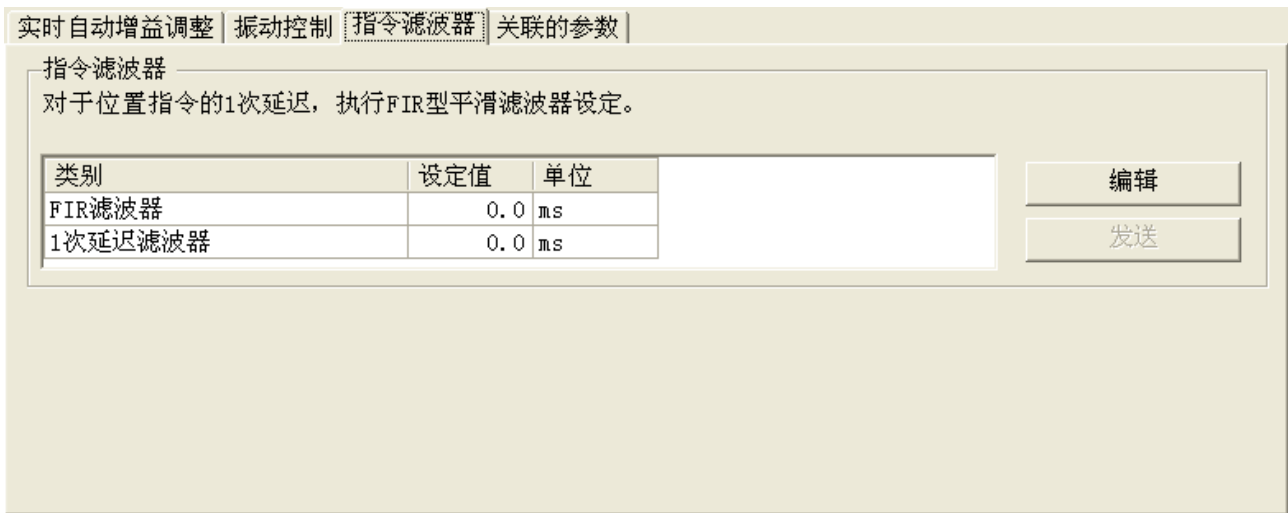 实时自动增益调整 振动控制 指令滤波器 关联的参数
指令滤波器
对于位置指令的1次延迟，执行FIR型平滑滤波器设定。
类别 设定值 单位
编辑
FIR滤波器 0.0 ms
发送
1次延迟滤波器 0.0 ms